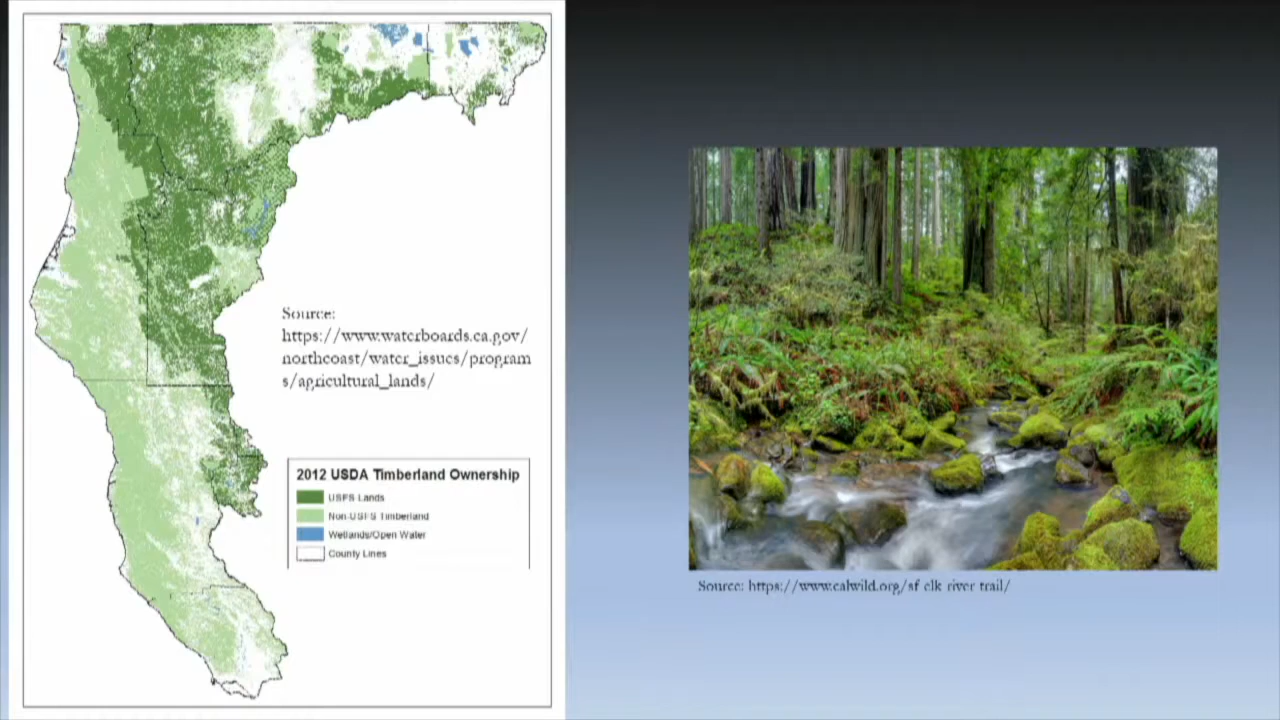 Source:
https://www.waterboards.ca.gov/
northcoast/water_issues/program
s/agricultural_lands/
2012 USDA Timberland Ownership
USFS Lands
Non-USFS Timberland
Wetlands/Open Water
County Lines
Source: https://www.calwild.org/sf-elk-river-trail/